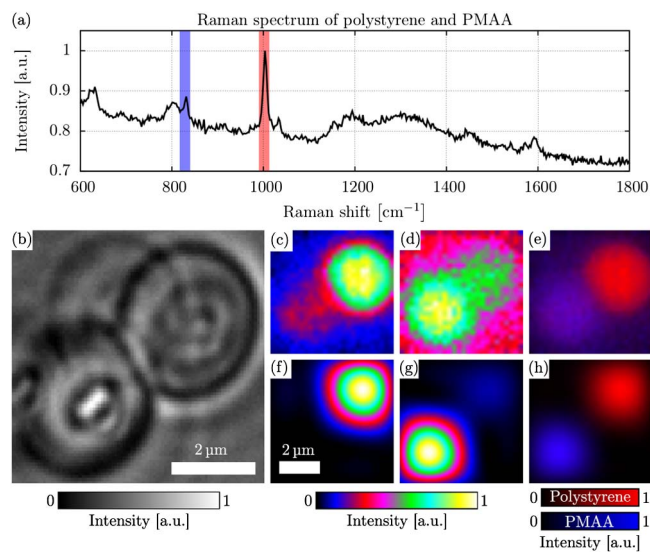 (a)
Raman spectrum of polystyrene and PMAA
Intensity [a.u.]
1
0.9
0.8
0.7
600 800 1000 1200 1400 1600 1800
Raman shift [cm⁻¹]
(b) (c) (d) (e)
(f) (g) (h)
2 μm 2 μm
0 1 0 1 0 Polystyrene 1
0 PMAA 1
Intensity [a.u.] Intensity [a.u.] Intensity [a.u.]